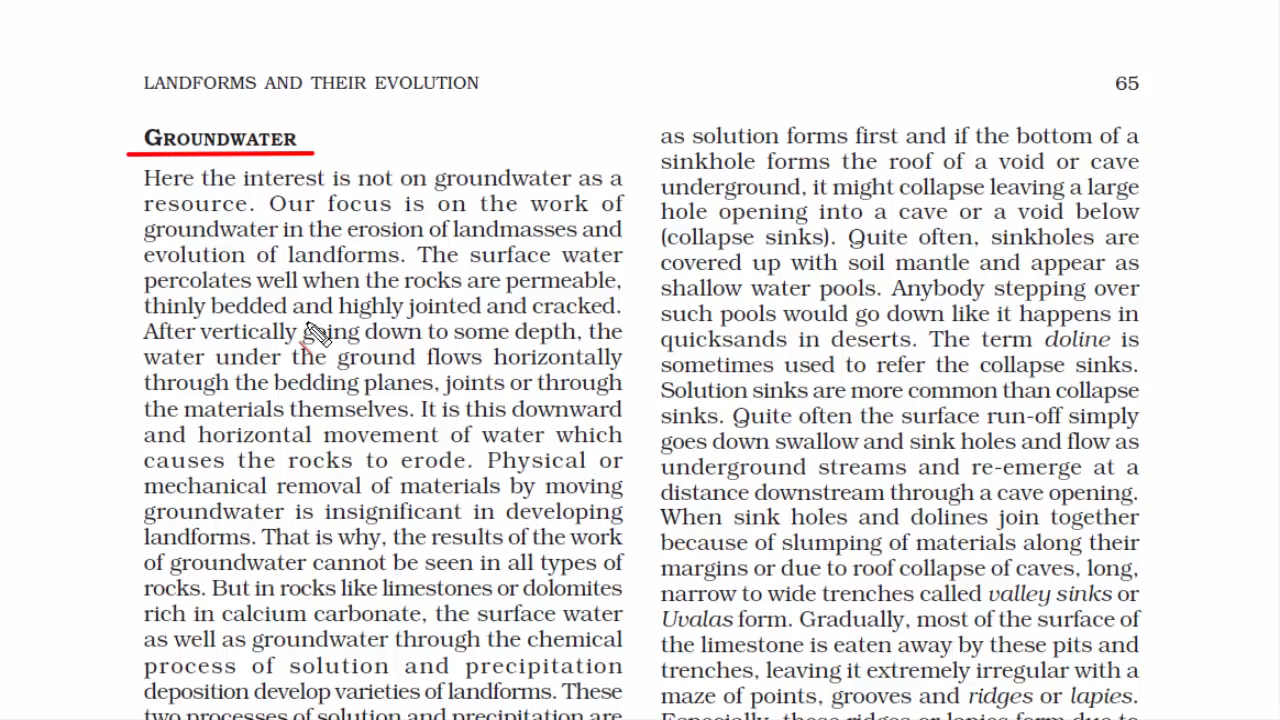 LANDFORMS AND THEIR EVOLUTION
65
GROUNDWATER
Here the interest is not on groundwater as a
resource. Our focus is on the work of
groundwater in the erosion of landmasses and
evolution of landforms. The surface water
percolates well when the rocks are permeable,
thinly bedded and highly jointed and cracked.
After vertically going down to some depth, the
water under the ground flows horizontally
through the bedding planes, joints or through
the materials themselves. It is this downward
and horizontal movement of water which
causes the rocks to erode. Physical or
mechanical removal of materials by moving
groundwater is insignificant in developing
landforms. That is why, the results of the work
of groundwater cannot be seen in all types of
rocks. But in rocks like limestones or dolomites
rich in calcium carbonate, the surface water
as well as groundwater through the chemical
process of solution and precipitation
deposition develop varieties of landforms. These
two processes of solution and precipitation are
as solution forms first and if the bottom of a
sinkhole forms the roof of a void or cave
underground, it might collapse leaving a large
hole opening into a cave or a void below
(collapse sinks). Quite often, sinkholes are
covered up with soil mantle and appear as
shallow water pools. Anybody stepping over
such pools would go down like it happens in
quicksands in deserts. The term doline is
sometimes used to refer the collapse sinks.
Solution sinks are more common than collapse
sinks. Quite often the surface run-off simply
goes down swallow and sink holes and flow as
underground streams and re-emerge at a
distance downstream through a cave opening.
When sink holes and dolines join together
because of slumping of materials along their
margins or due to roof collapse of caves, long,
narrow to wide trenches called valley sinks or
Uvalas form. Gradually, most of the surface of
the limestone is eaten away by these pits and
trenches, leaving it extremely irregular with a
maze of points, grooves and ridges or lapies.
Especially, these ridges or lapies form due to